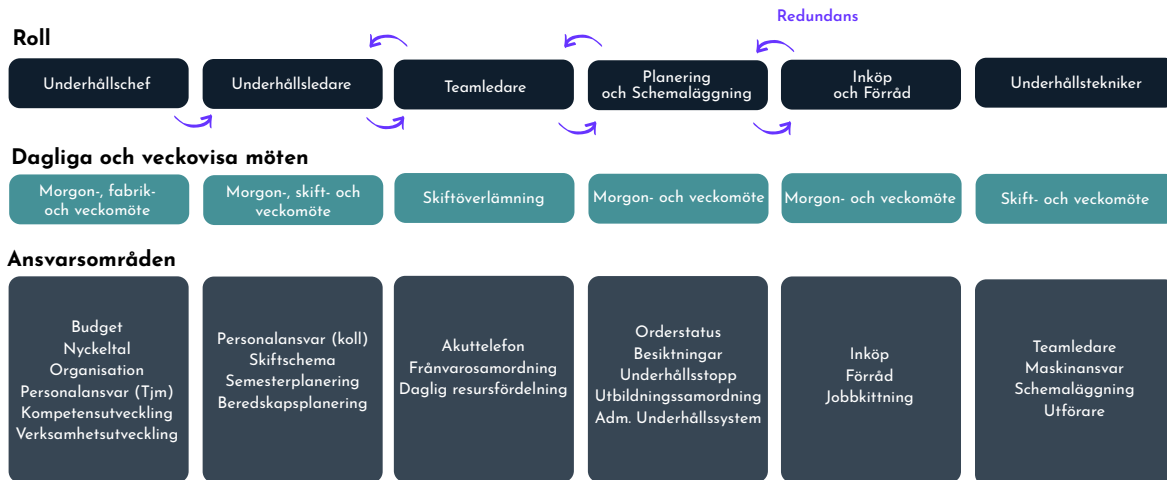 Redundans
Roll
Underhållschef
Underhållsledare
Teamledare
Planering
och Schemaläggning
Inköp
och Förråd
Underhållstekniker
Dagliga och veckovisa möten
Morgon-, fabrik-
och veckomöte
Morgon-, skift- och
veckomöte
Skiftöverlämning
Morgon- och veckomöte
Morgon- och veckomöte
Skift- och veckomöte
Ansvarsområden
Budget
Nyckeltal
Organisation
Personalansvar (Tjm)
Kompetensutveckling
Verksamhetsutveckling
Personalansvar (koll)
Skiftschema
Semesterplanering
Beredskapsplanering
Akuttelefon
Frånvarosamordning
Daglig resursfördelning
Orderstatus
Besiktningar
Underhållsstopp
Utbildningssamordning
Adm. Underhållssystem
Inköp
Förråd
Jobbkittning
Teamledare
Maskinansvar
Schemaläggning
Utförare